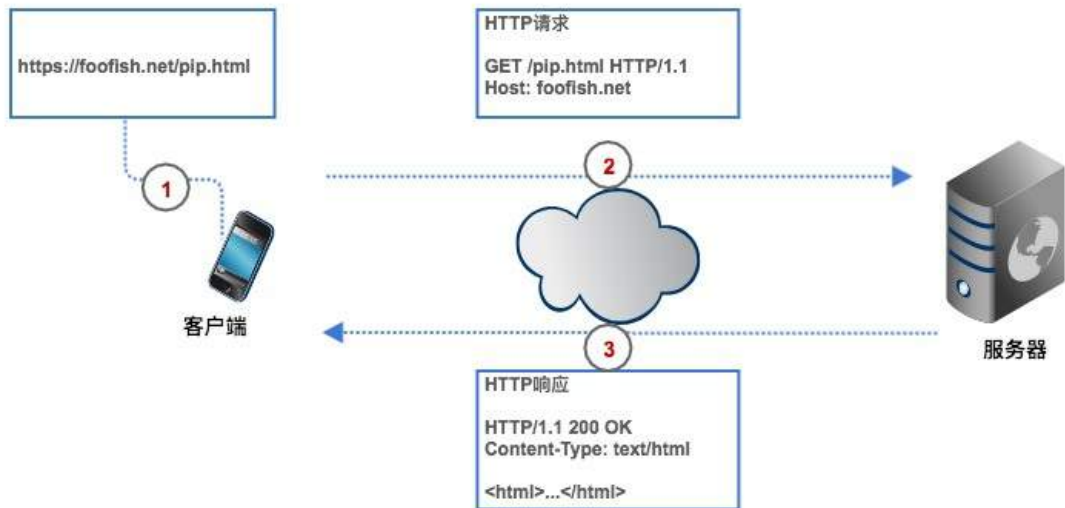 https://foofish.net/pip.html
HTTP请求
GET /pip.html HTTP/1.1
Host: foofish.net
1
2
客户端
服务器
3
HTTP响应
HTTP/1.1 200 OK
Content-Type: text/html
<html>...</html>